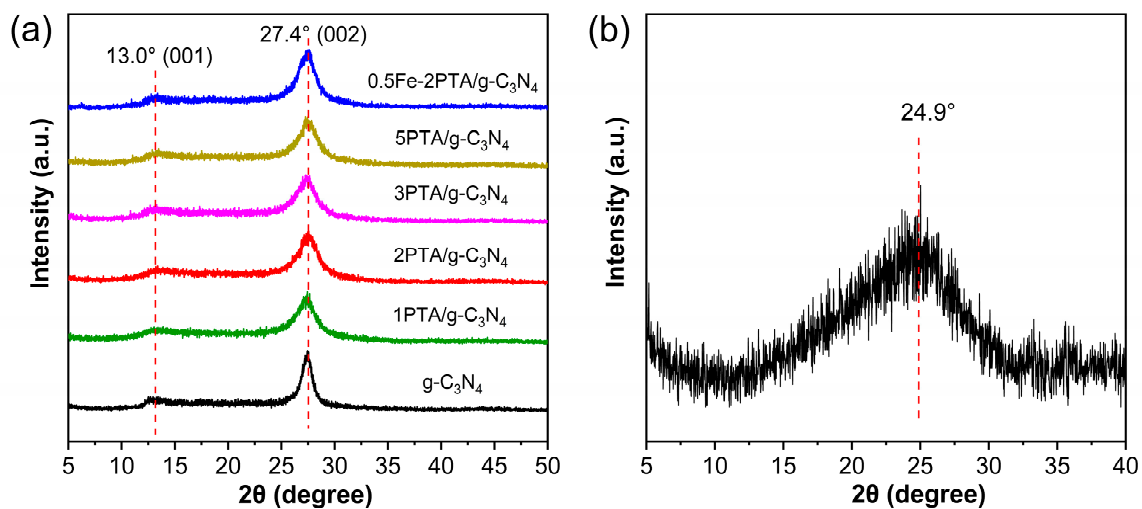 (a)
13.0° (001)
27.4° (002)
0.5Fe-2PTA/g-C₃N₄
5PTA/g-C₃N₄
3PTA/g-C₃N₄
2PTA/g-C₃N₄
1PTA/g-C₃N₄
g-C₃N₄
Intensity (a.u.)
5 10 15 20 25 30 35 40 45 50
2θ (degree)
(b)
24.9°
Intensity (a.u.)
5 10 15 20 25 30 35 40
2θ (degree)